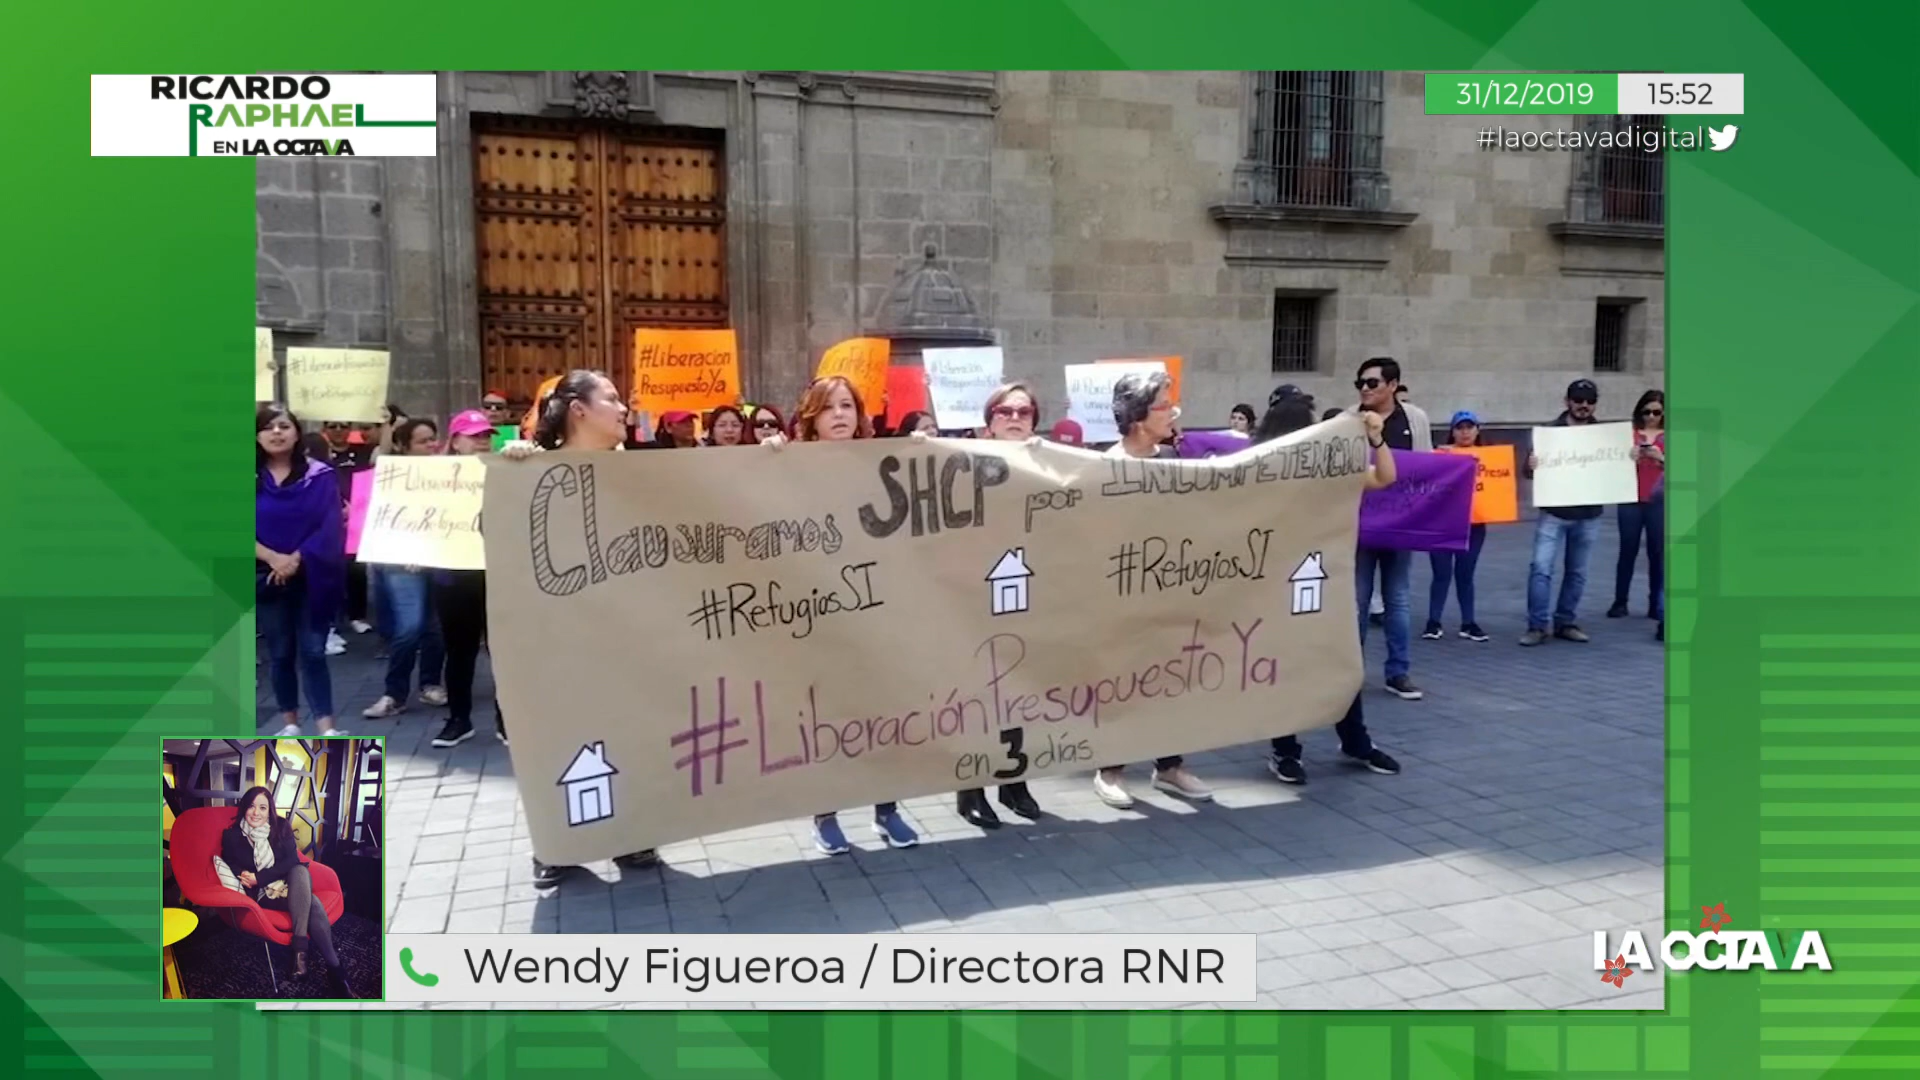 RICARDO
RAPHAEL
EN LA OCTAVA
31/12/2019 15:52
#laoctavadigital
#Liberacion
PresupuestoYa
Clausuramos SHCP por INCOMPETENCIA
#RefugiosSI
#RefugiosSI
#LiberaciónPresupuestoYa
en 3 días
Wendy Figueroa / Directora RNR
LA OCTAVA